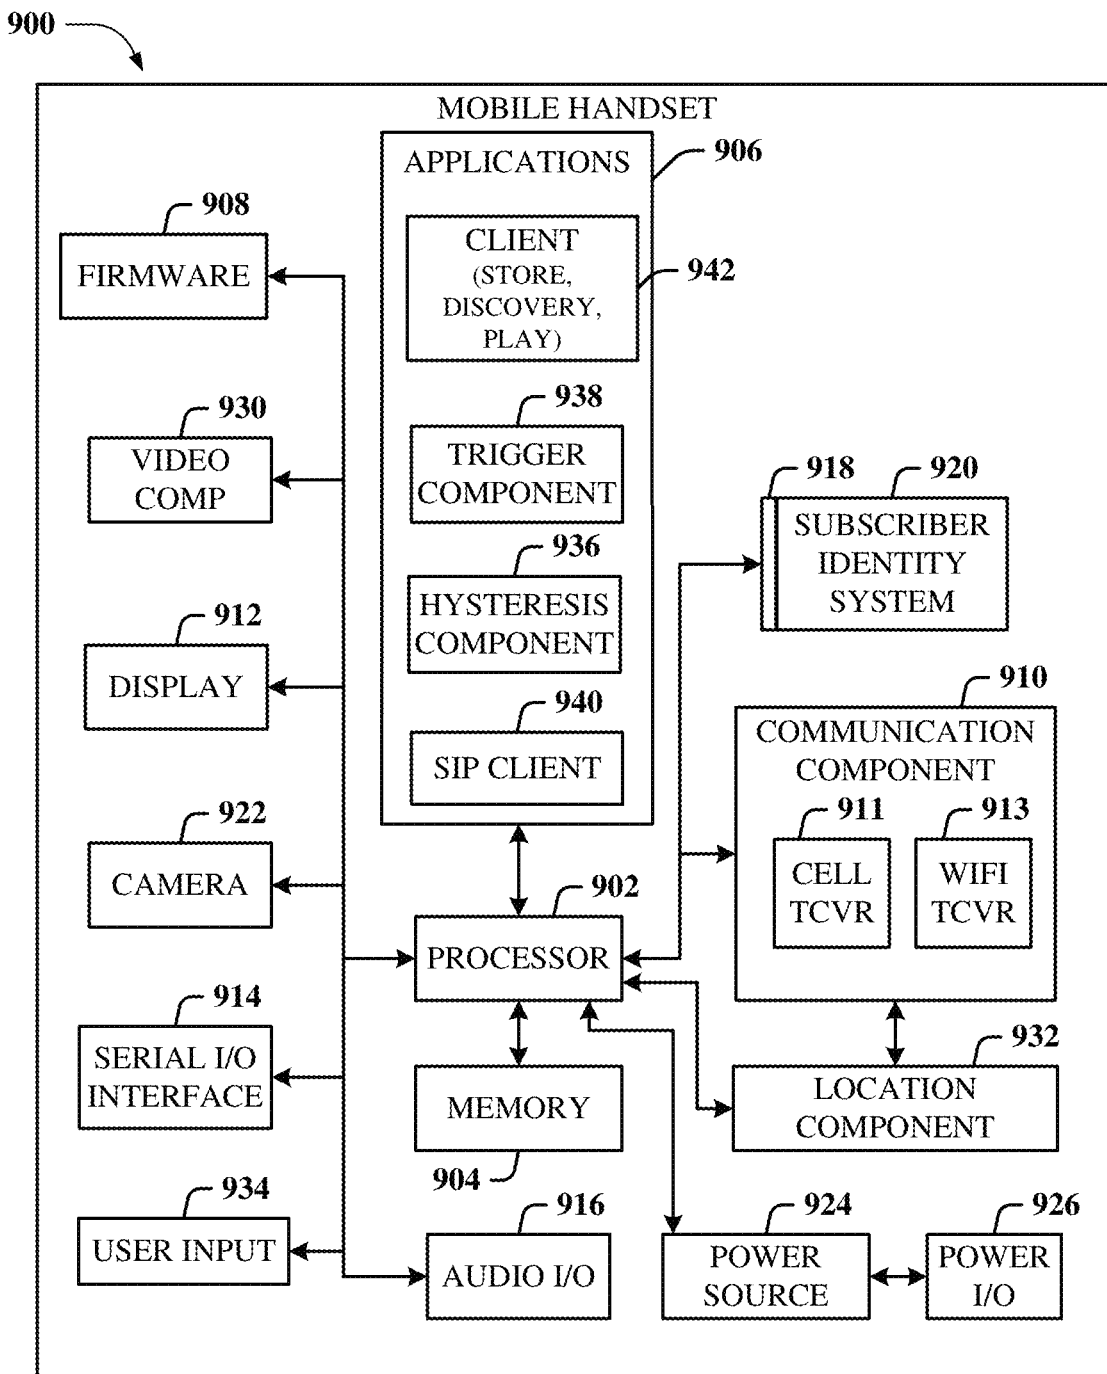 900
MOBILE HANDSET
APPLICATIONS
906
CLIENT
(STORE,
DISCOVERY,
PLAY)
942
908
FIRMWARE
930
VIDEO
COMP
938
TRIGGER
COMPONENT
936
HYSTERESIS
COMPONENT
940
SIP CLIENT
918
920
SUBSCRIBER
IDENTITY
SYSTEM
912
DISPLAY
910
COMMUNICATION
COMPONENT
911
CELL
TCVR
913
WIFI
TCVR
922
CAMERA
902
PROCESSOR
914
SERIAL I/O
INTERFACE
MEMORY
904
932
LOCATION
COMPONENT
934
USER INPUT
916
AUDIO I/O
924
POWER
SOURCE
926
POWER
I/O